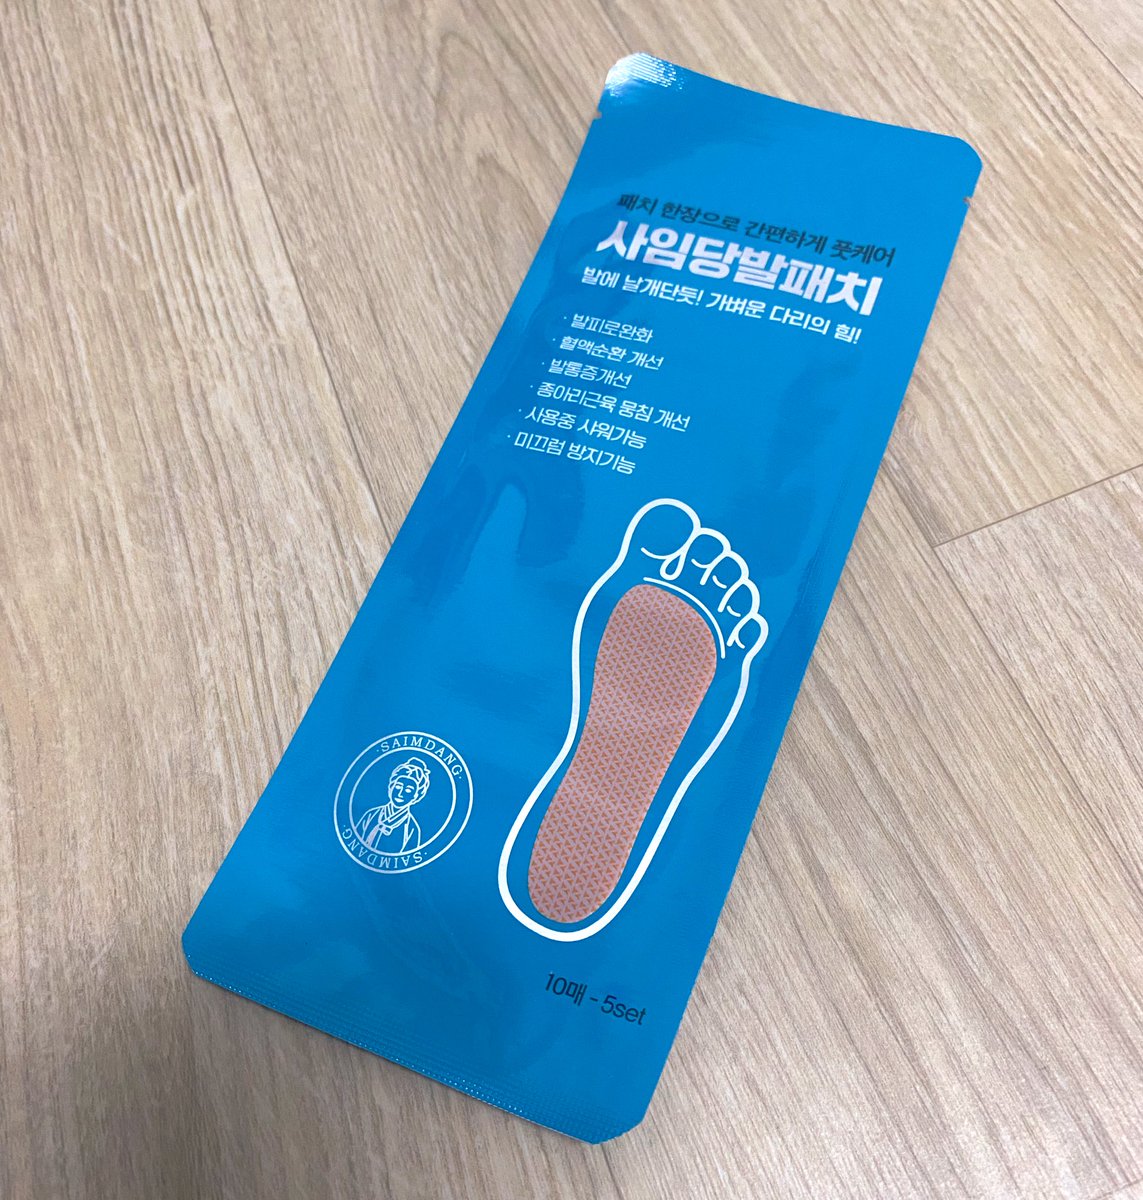 패치 한장으로 간편하게 풋케어
사임당발패치
발에 날개단듯! 가벼운 다리의 힘!
· 발피로완화
· 혈액순환 개선
· 발통증개선
· 종아리근육 뭉침 개선
· 사용중 샤워가능
· 미끄럼 방지기능
· SAIMDANG ·
SAIMDANG
10매 - 5set